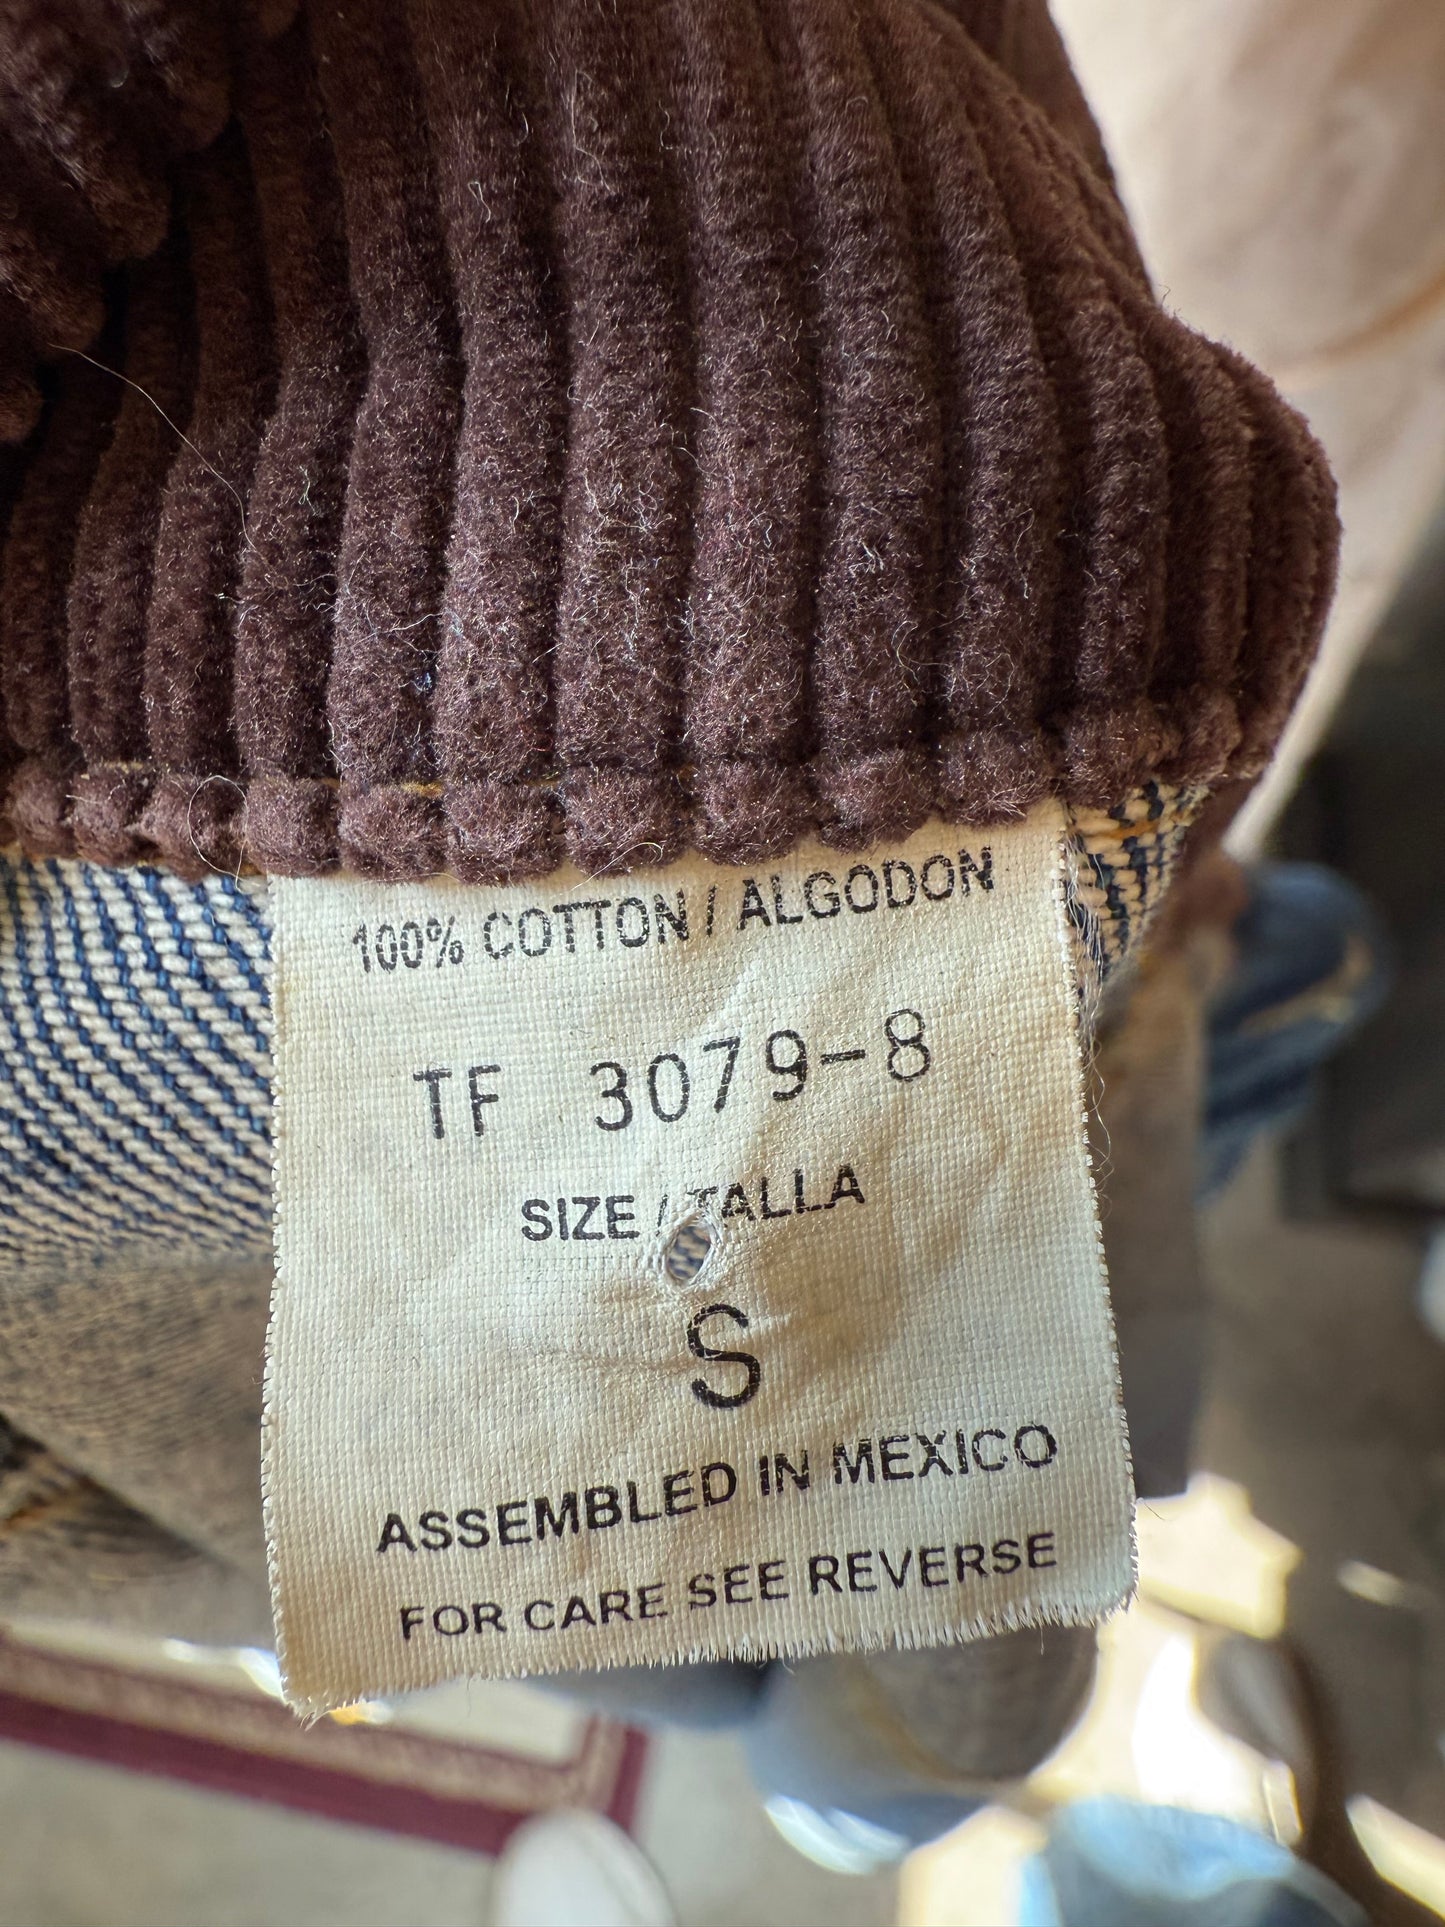 100% COTTON / ALGODON
TF 3079-8
SIZE / TALLA
S
ASSEMBLED IN MEXICO
FOR CARE SEE REVERSE